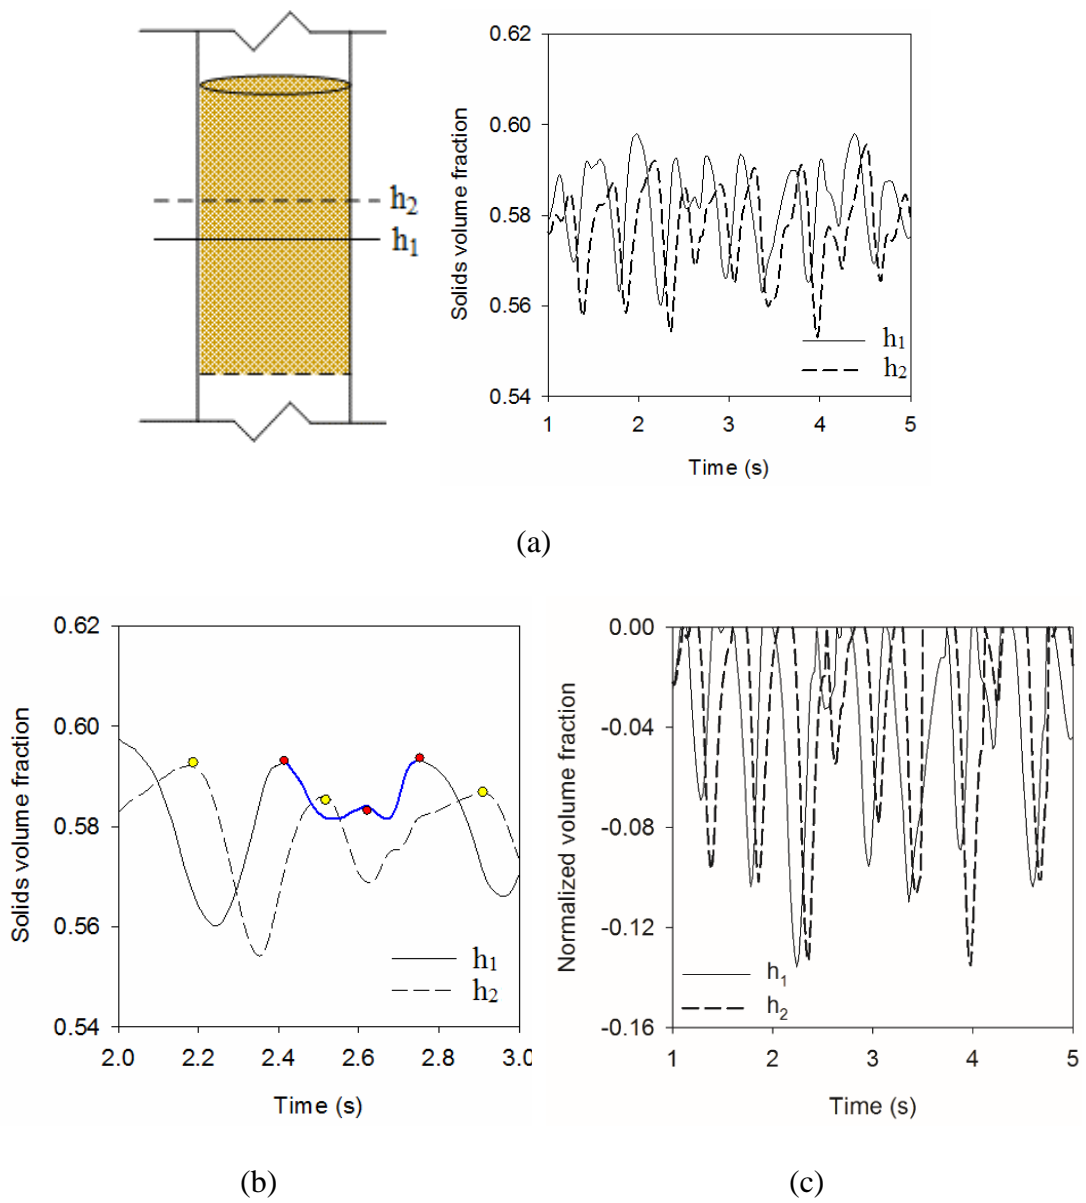 h2
h1
Solids volume fraction
0.62
0.60
0.58
0.56
0.54
h1
h2
1 2 3 4 5
Time (s)
(a)
Solids volume fraction
0.62
0.60
0.58
0.56
0.54
h1
h2
2.0 2.2 2.4 2.6 2.8 3.0
Time (s)
(b)
Normalized volume fraction
0.00
-0.04
-0.08
-0.12
-0.16
h1
h2
1 2 3 4 5
Time (s)
(c)